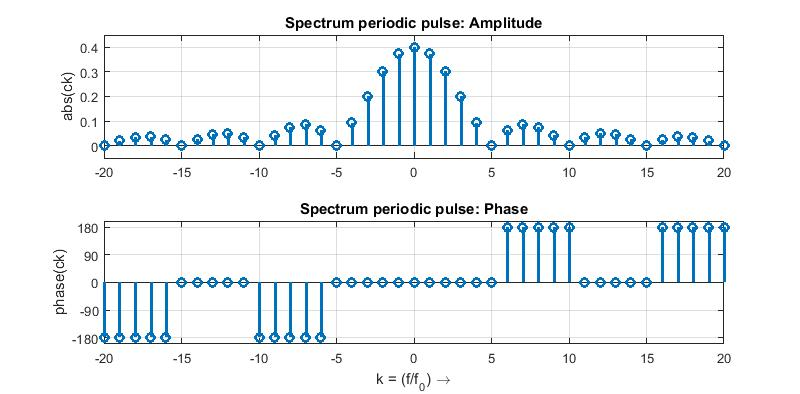 Spectrum periodic pulse: Amplitude
abs(ck)
0.4
0.3
0.2
0.1
0
-20 -15 -10 -5 0 5 10 15 20
Spectrum periodic pulse: Phase
phase(ck)
180
90
0
-90
-180
-20 -15 -10 -5 0 5 10 15 20
k = (f/f₀) →